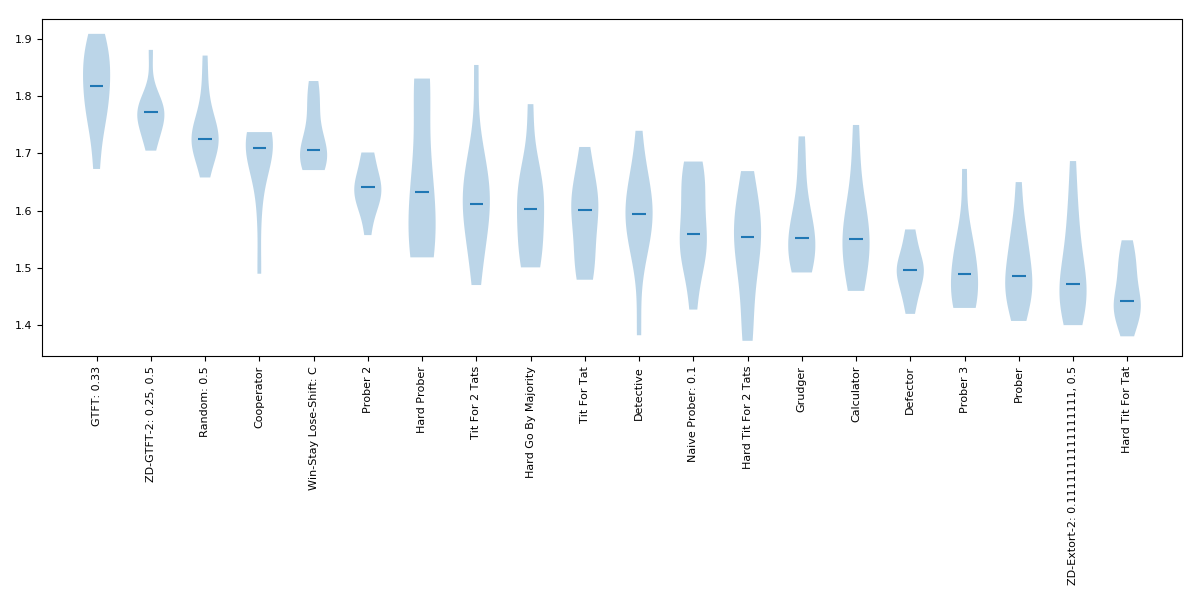 1.9
1.8
1.7
1.6
1.5
1.4
GTFT: 0.33
ZD-GTFT-2: 0.25, 0.5
Random: 0.5
Cooperator
Win-Stay Lose-Shift: C
Prober 2
Hard Prober
Tit For 2 Tats
Hard Go By Majority
Tit For Tat
Detective
Naive Prober: 0.1
Hard Tit For 2 Tats
Grudger
Calculator
Defector
Prober 3
Prober
ZD-Extort-2: 0.1111111111111111, 0.5
Hard Tit For Tat